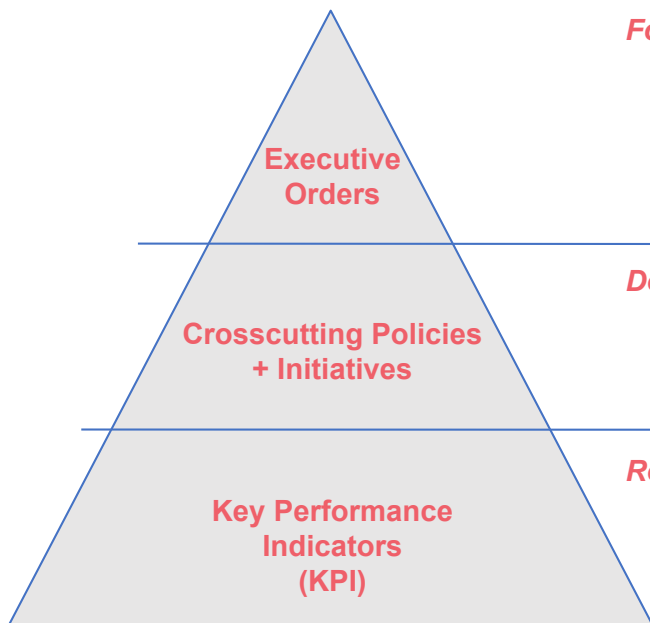 Executive
Orders
Crosscutting Policies
+ Initiatives
Key Performance
Indicators
(KPI)